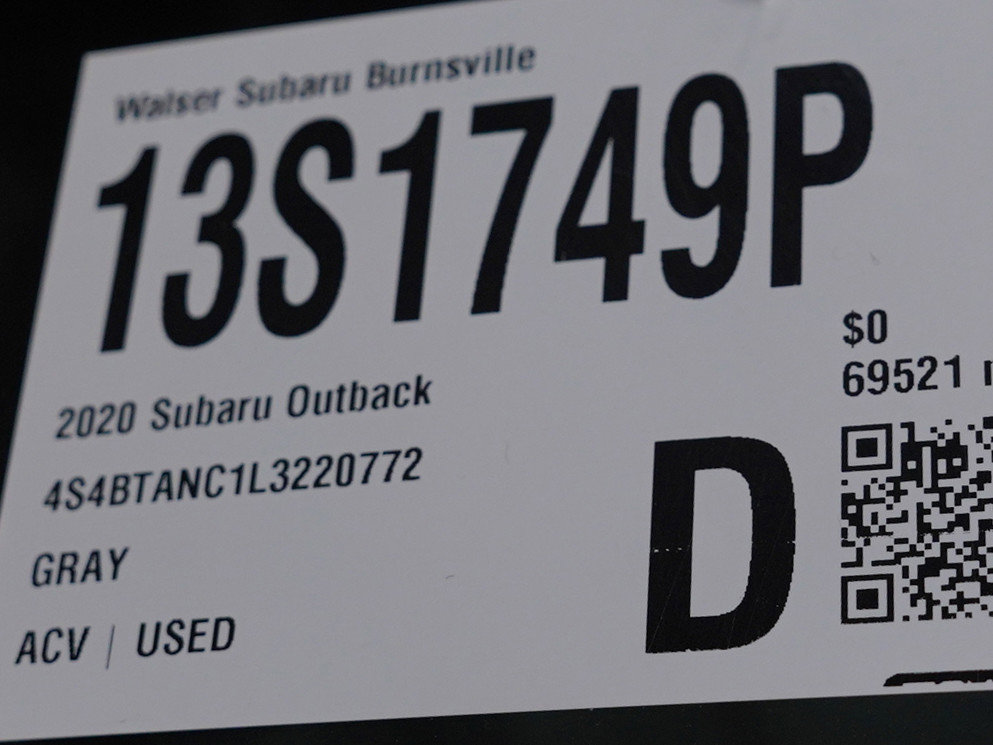 Walser Subaru Burnsville
13S1749P
$0
69521
2020 Subaru Outback
4S4BTANC1L3220772
D
GRAY
ACV | USED